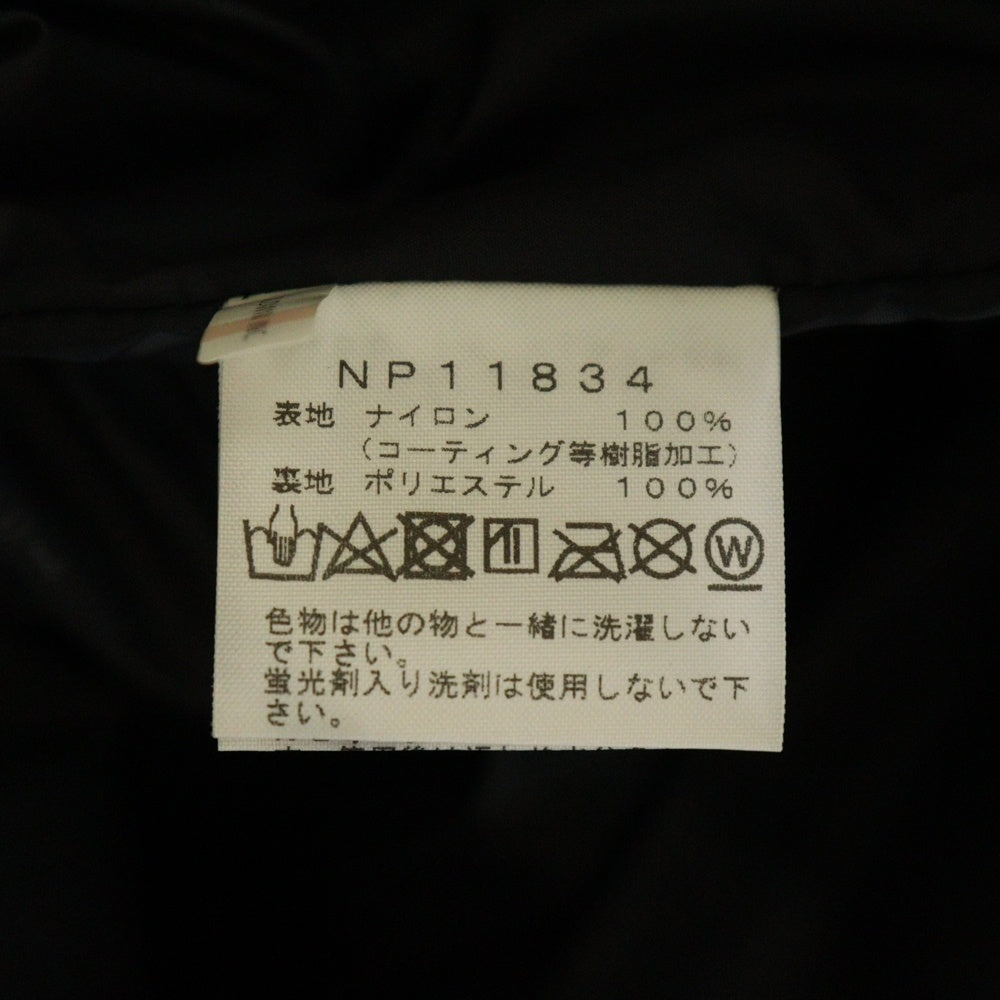 NP11834
表地 ナイロン 100%
(コーティング等樹脂加工)
裏地 ポリエステル 100%
W
色物は他の物と一緒に洗濯しない
で下さい。
蛍光剤入り洗剤は使用しないで下
さい。